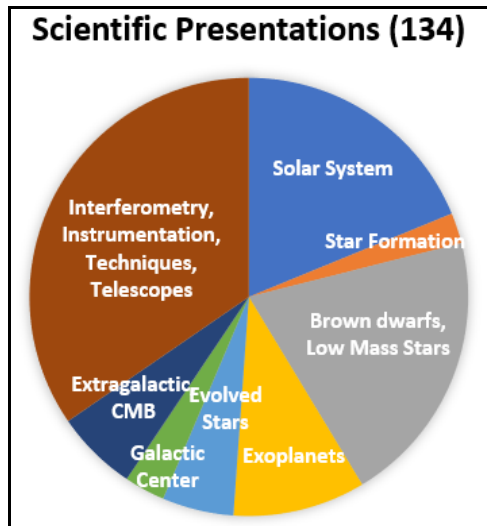 Scientific Presentations (134)
Solar System
Star Formation
Brown dwarfs,
Low Mass Stars
Exoplanets
Evolved
Stars
Galactic
Center
Extragalactic
CMB
Interferometry,
Instrumentation,
Techniques,
Telescopes